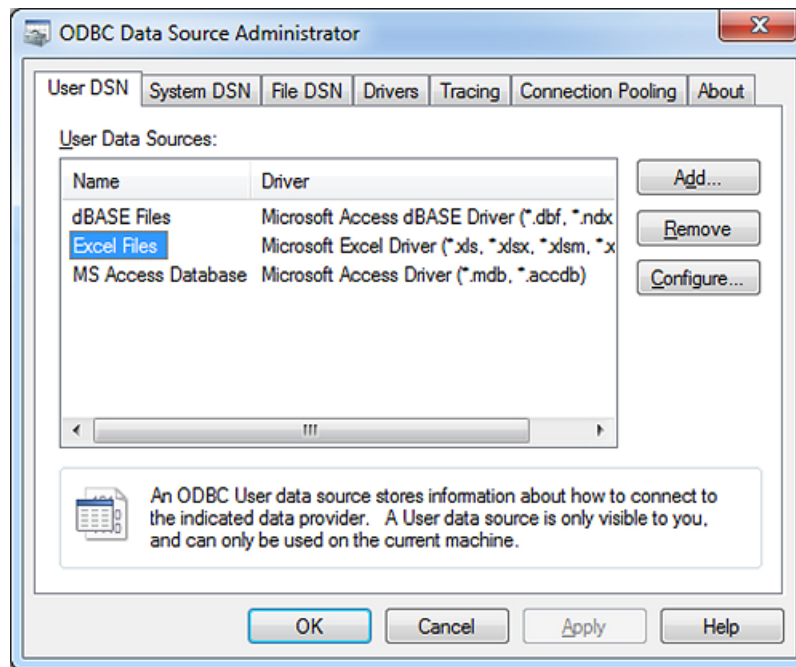 ODBC Data Source Administrator
User DSN System DSN File DSN Drivers Tracing Connection Pooling About
User Data Sources:
Name Driver Add...
dBASE Files Microsoft Access dBASE Driver (*.dbf, *.ndx
Remove
Excel Files Microsoft Excel Driver (*.xls, *.xlsx, *.xlsm, *.x
MS Access Database Microsoft Access Driver (*.mdb, *.accdb) Configure...
An ODBC User data source stores information about how to connect to
the indicated data provider. A User data source is only visible to you,
and can only be used on the current machine.
OK Cancel Apply Help